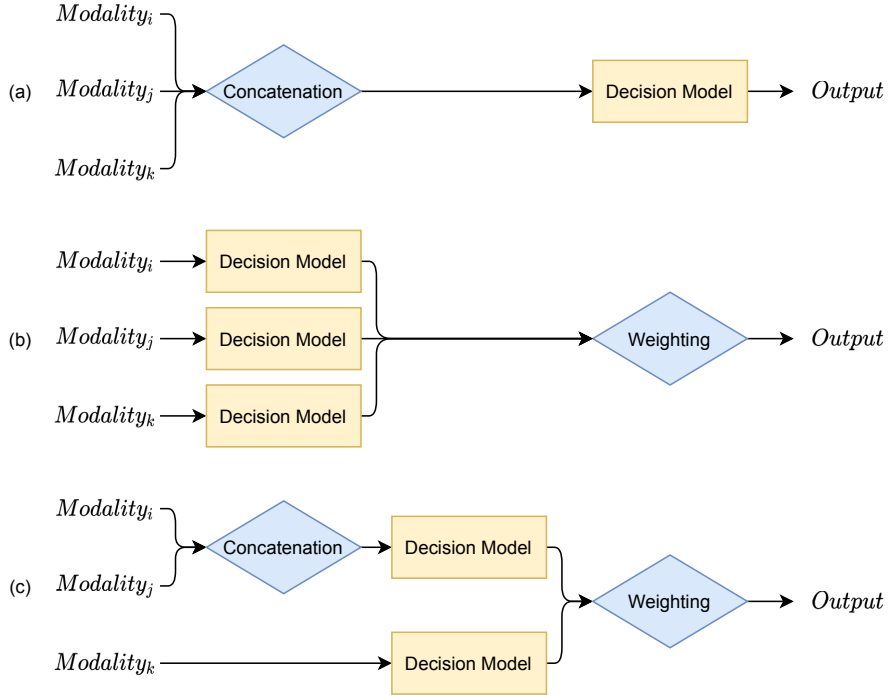 Modality_i
(a) Modality_j Concatenation Decision Model Output
Modality_k
Modality_i Decision Model
(b) Modality_j Decision Model Weighting Output
Modality_k Decision Model
Modality_i
Concatenation Decision Model
(c) Modality_j Weighting Output
Modality_k Decision Model